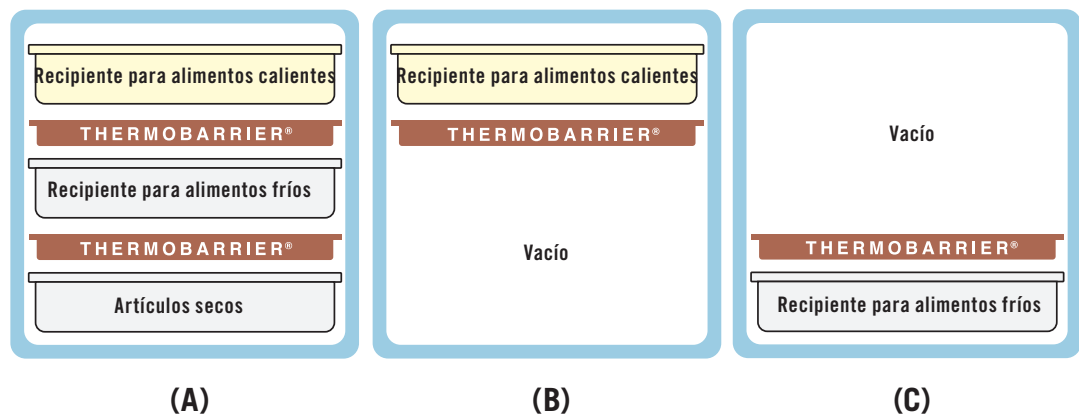 Recipiente para alimentos calientes
THERMOBARRIER®
Recipiente para alimentos fríos
THERMOBARRIER®
Artículos secos
(A)
Recipiente para alimentos calientes
THERMOBARRIER®
Vacío
(B)
Vacío
THERMOBARRIER®
Recipiente para alimentos fríos
(C)